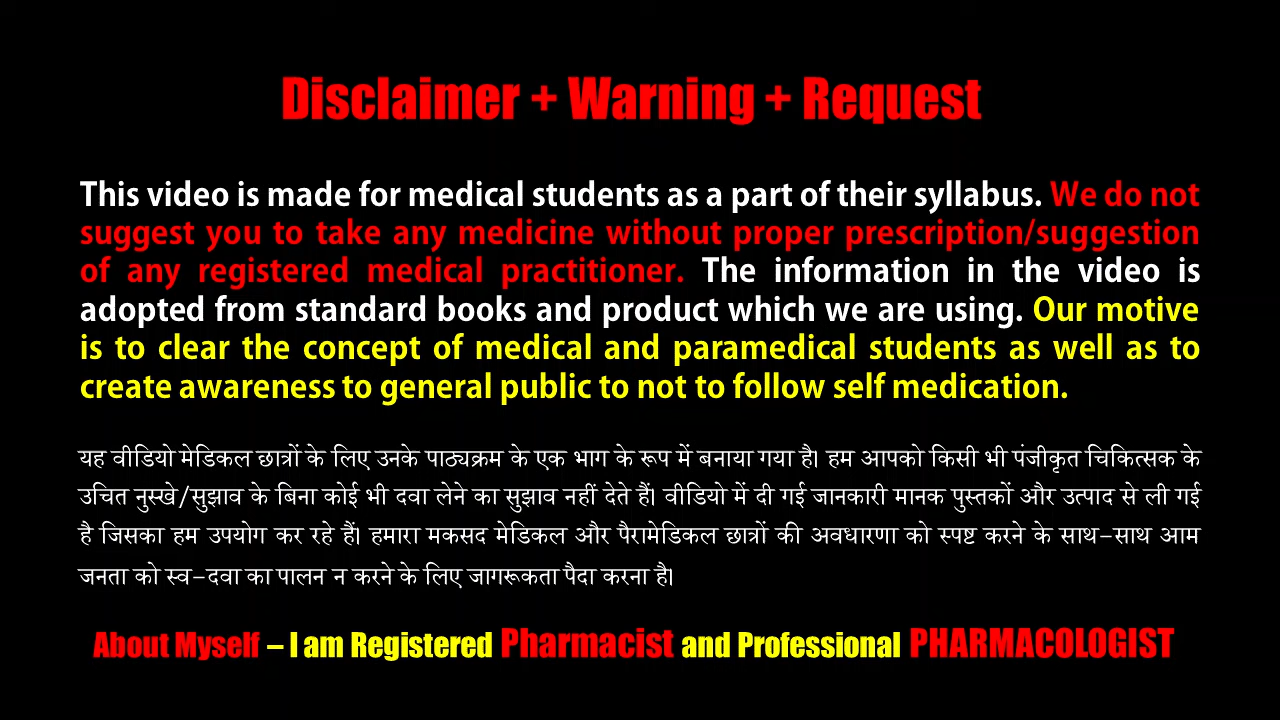 Disclaimer + Warning + Request
This video is made for medical students as a part of their syllabus. We do not
suggest you to take any medicine without proper prescription/suggestion
of any registered medical practitioner. The information in the video is
adopted from standard books and product which we are using. Our motive
is to clear the concept of medical and paramedical students as well as to
create awareness to general public to not to follow self medication.
यह वीडियो मेडिकल छात्रों के लिए उनके पाठ्यक्रम के एक भाग के रूप में बनाया गया है। हम आपको किसी भी पंजीकृत चिकित्सक के
उचित नुस्खे/सुझाव के बिना कोई भी दवा लेने का सुझाव नहीं देते हैं। वीडियो में दी गई जानकारी मानक पुस्तकों और उत्पाद से ली गई
है जिसका हम उपयोग कर रहे हैं। हमारा मकसद मेडिकल और पैरामेडिकल छात्रों की अवधारणा को स्पष्ट करने के साथ-साथ आम
जनता को स्व-दवा का पालन न करने के लिए जागरूकता पैदा करना है।
About Myself – I am Registered Pharmacist and Professional PHARMACOLOGIST